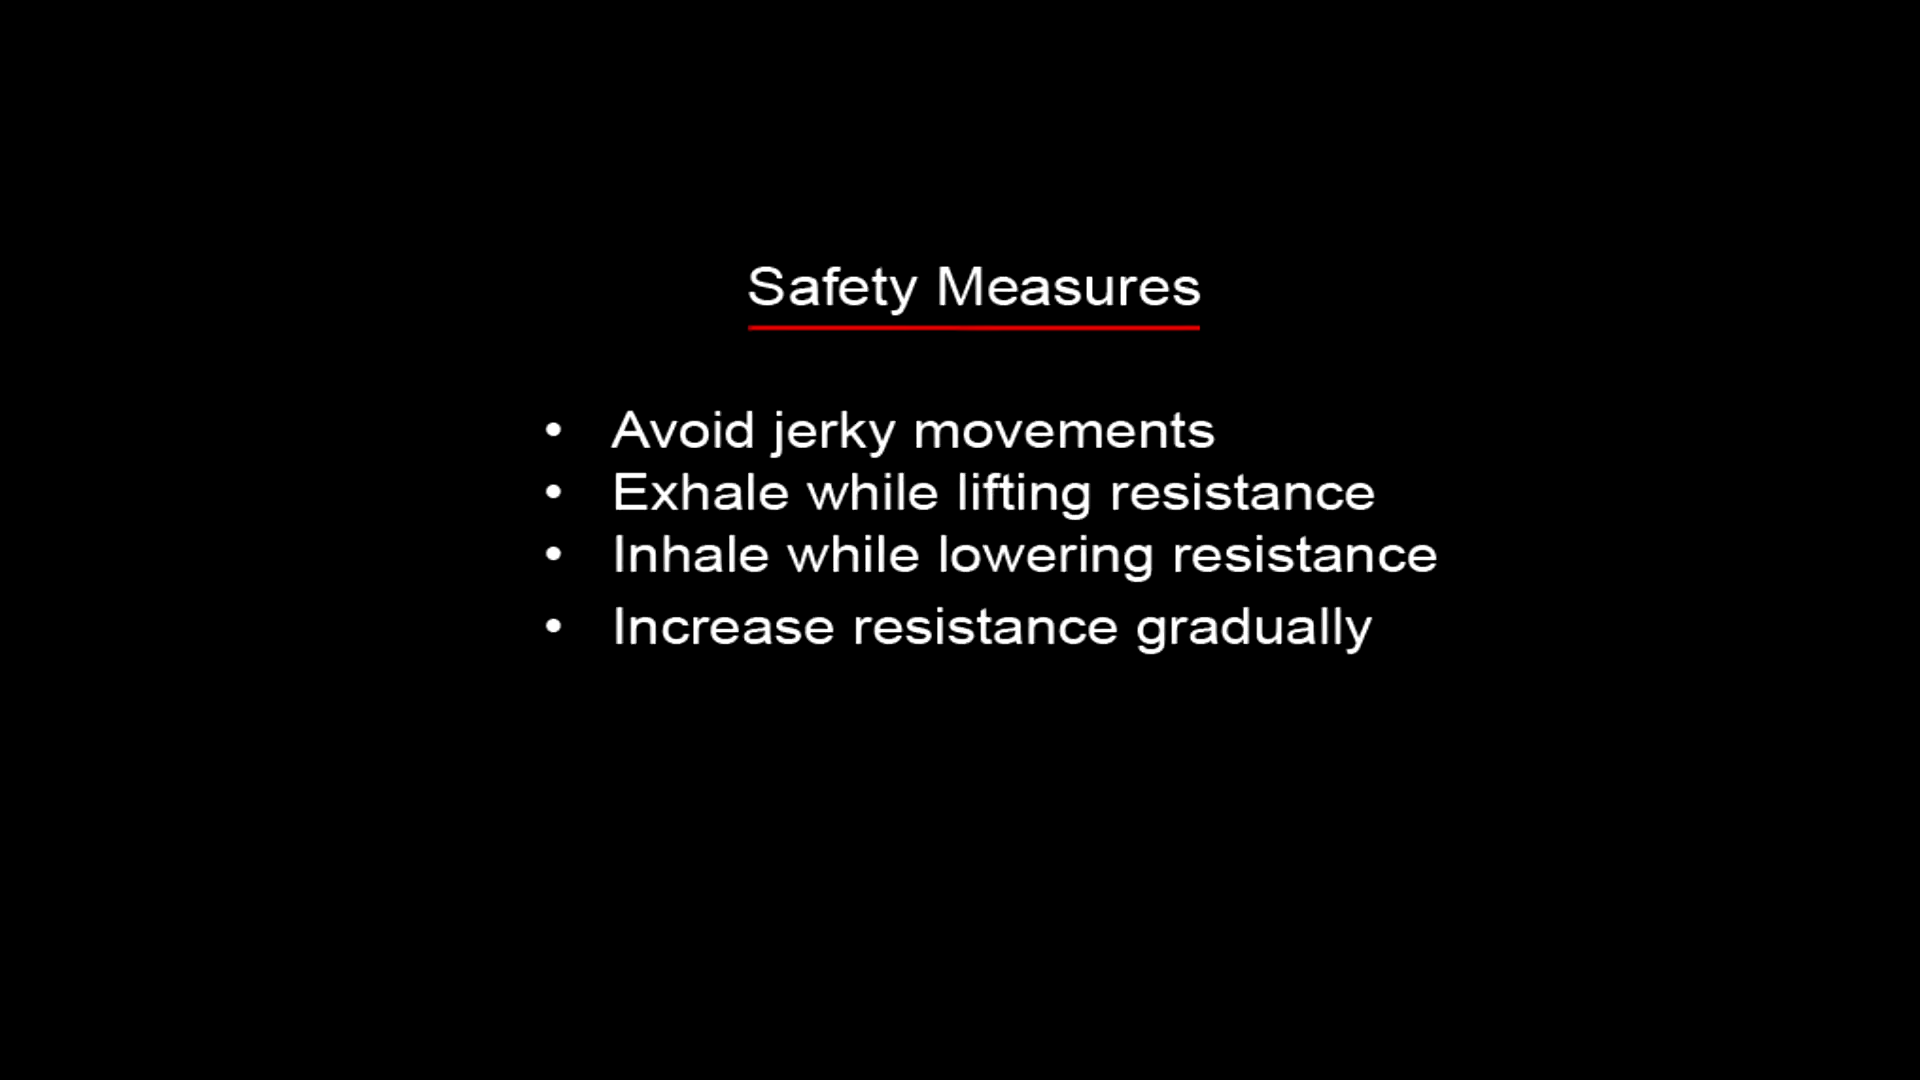 Safety Measures
• Avoid jerky movements
• Exhale while lifting resistance
• Inhale while lowering resistance
• Increase resistance gradually